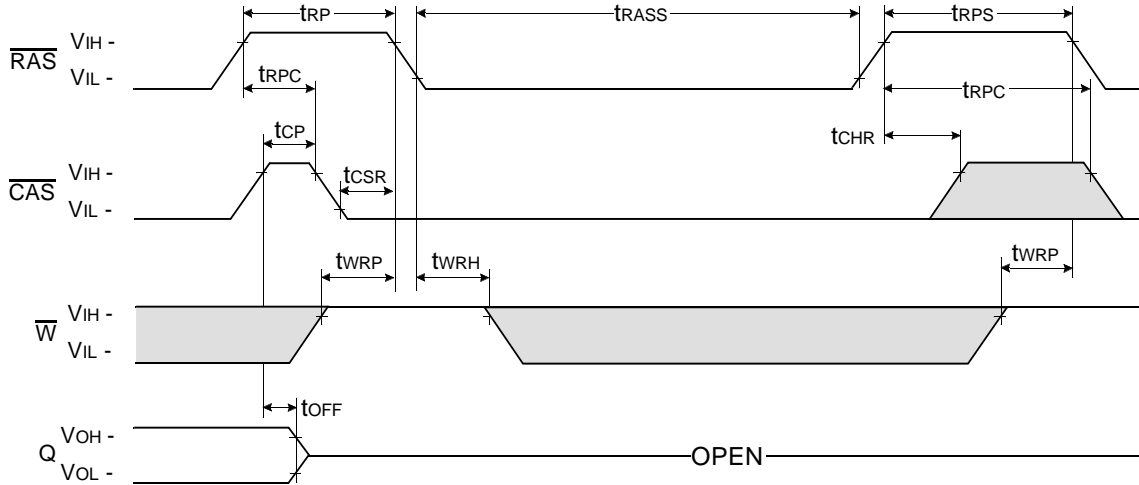 tRP
tRASS
tRPS
RAS
VIH -
VIL -
tRPC
tRPC
tCP
tCHR
CAS
VIH -
VIL -
tCSR
tWRP
tWRH
tWRP
W
VIH -
VIL -
tOFF
Q
VOH -
VOL -
OPEN